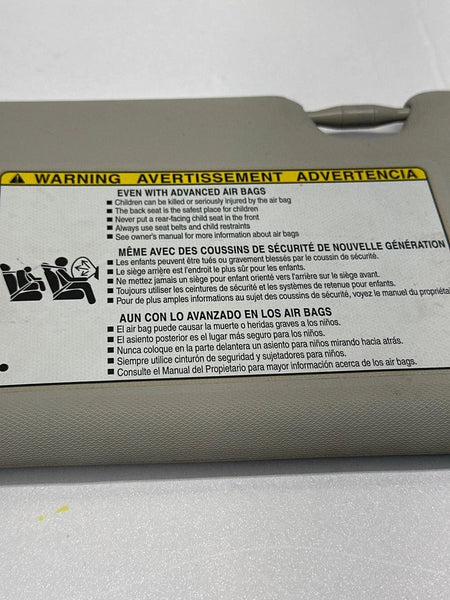 WARNING AVERTISSEMENT ADVERTENCIA
EVEN WITH ADVANCED AIR BAGS
■ Children can be killed or seriously injured by the air bag
■ The back seat is the safest place for children
■ Never put a rear-facing child seat in the front
■ Always use seat belts and child restraints
■ See owner's manual for more information about air bags
MÊME AVEC DES COUSSINS DE SÉCURITÉ DE NOUVELLE GÉNÉRATION
■ Les enfants peuvent être tués ou gravement blessés par le coussin de sécurité.
■ Le siège arrière est l'endroit le plus sûr pour les enfants.
■ Ne mettez jamais un siège pour enfant orienté vers l'arrière sur le siège avant.
■ Toujours utiliser les ceintures de sécurité et les systèmes de retenue pour enfants.
■ Pour de plus amples informations au sujet des coussins de sécurité, voyez le manuel du propriéta
AUN CON LO AVANZADO EN LOS AIR BAGS
■ El air bag puede causar la muerte o heridas graves a los niños.
■ El asiento posterior es el lugar más seguro para los niños.
■ Nunca coloque en la parte delantera un asiento para niños mirando hacia atrás.
■ Siempre utilice cinturón de seguridad y sujetadores para niños.
■ Consulte el Manual del Propietario para mayor información acerca de los air bags.